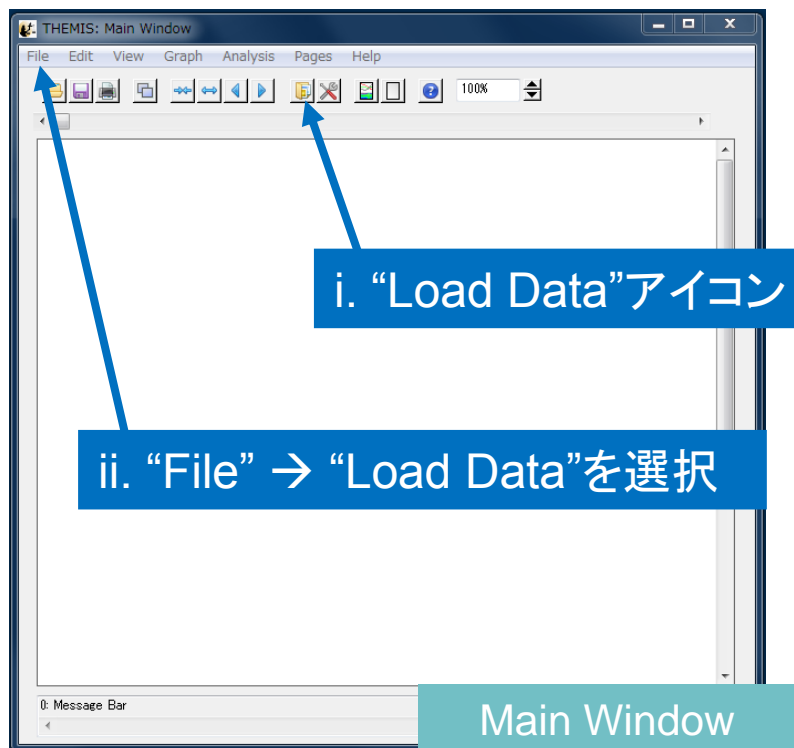 THEMIS: Main Window
File Edit View Graph Analysis Pages Help
100%
i. “Load Data”アイコン
ii. “File” → “Load Data”を選択
0: Message Bar
Main Window